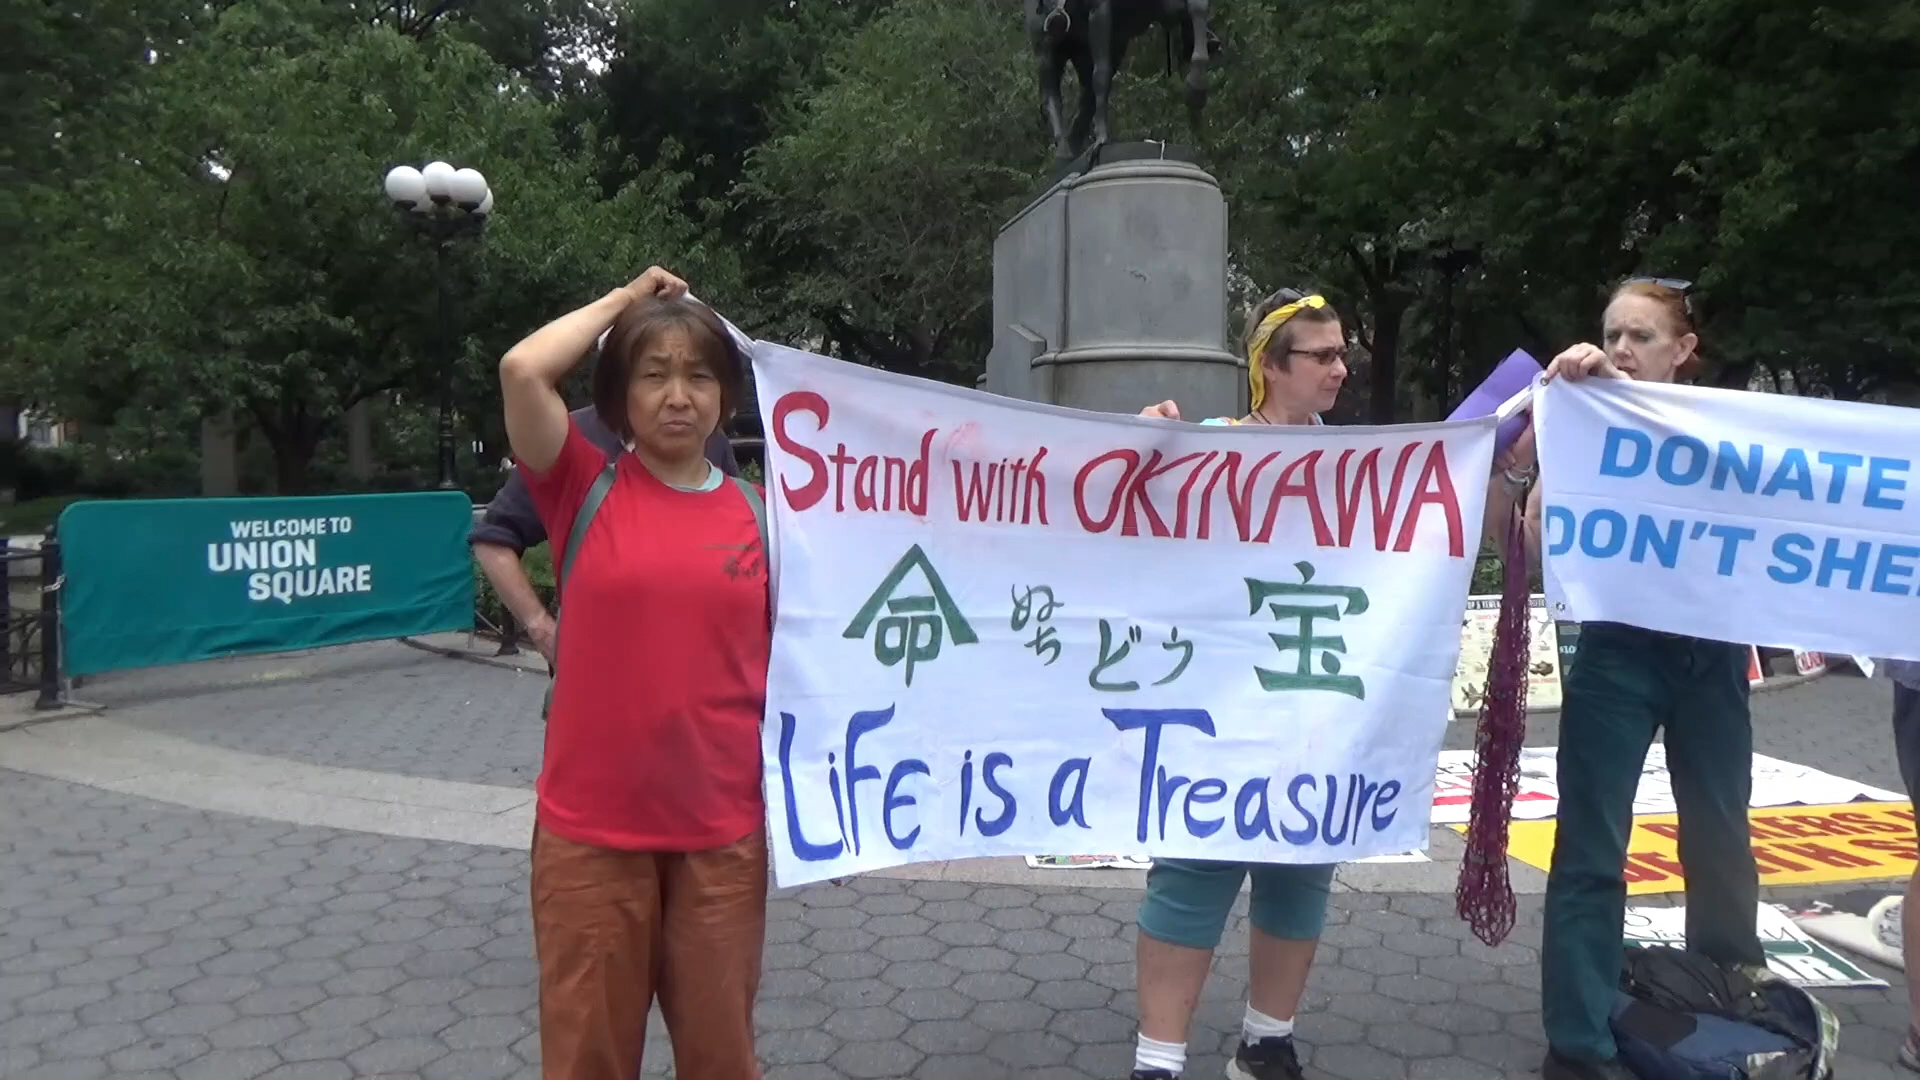 WELCOME TO
UNION
SQUARE
Stand with OKINAWA
命 ぬち どぅ 宝
LiFE is a Treasure
DONATE
DON'T SHE